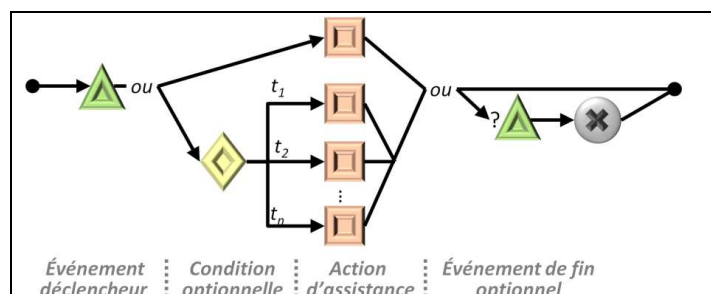 ou
t1
t2
⋮
tn
ou
?
Événement déclencheur
Condition optionnelle
Action d'assistance
Événement de fin optionnel